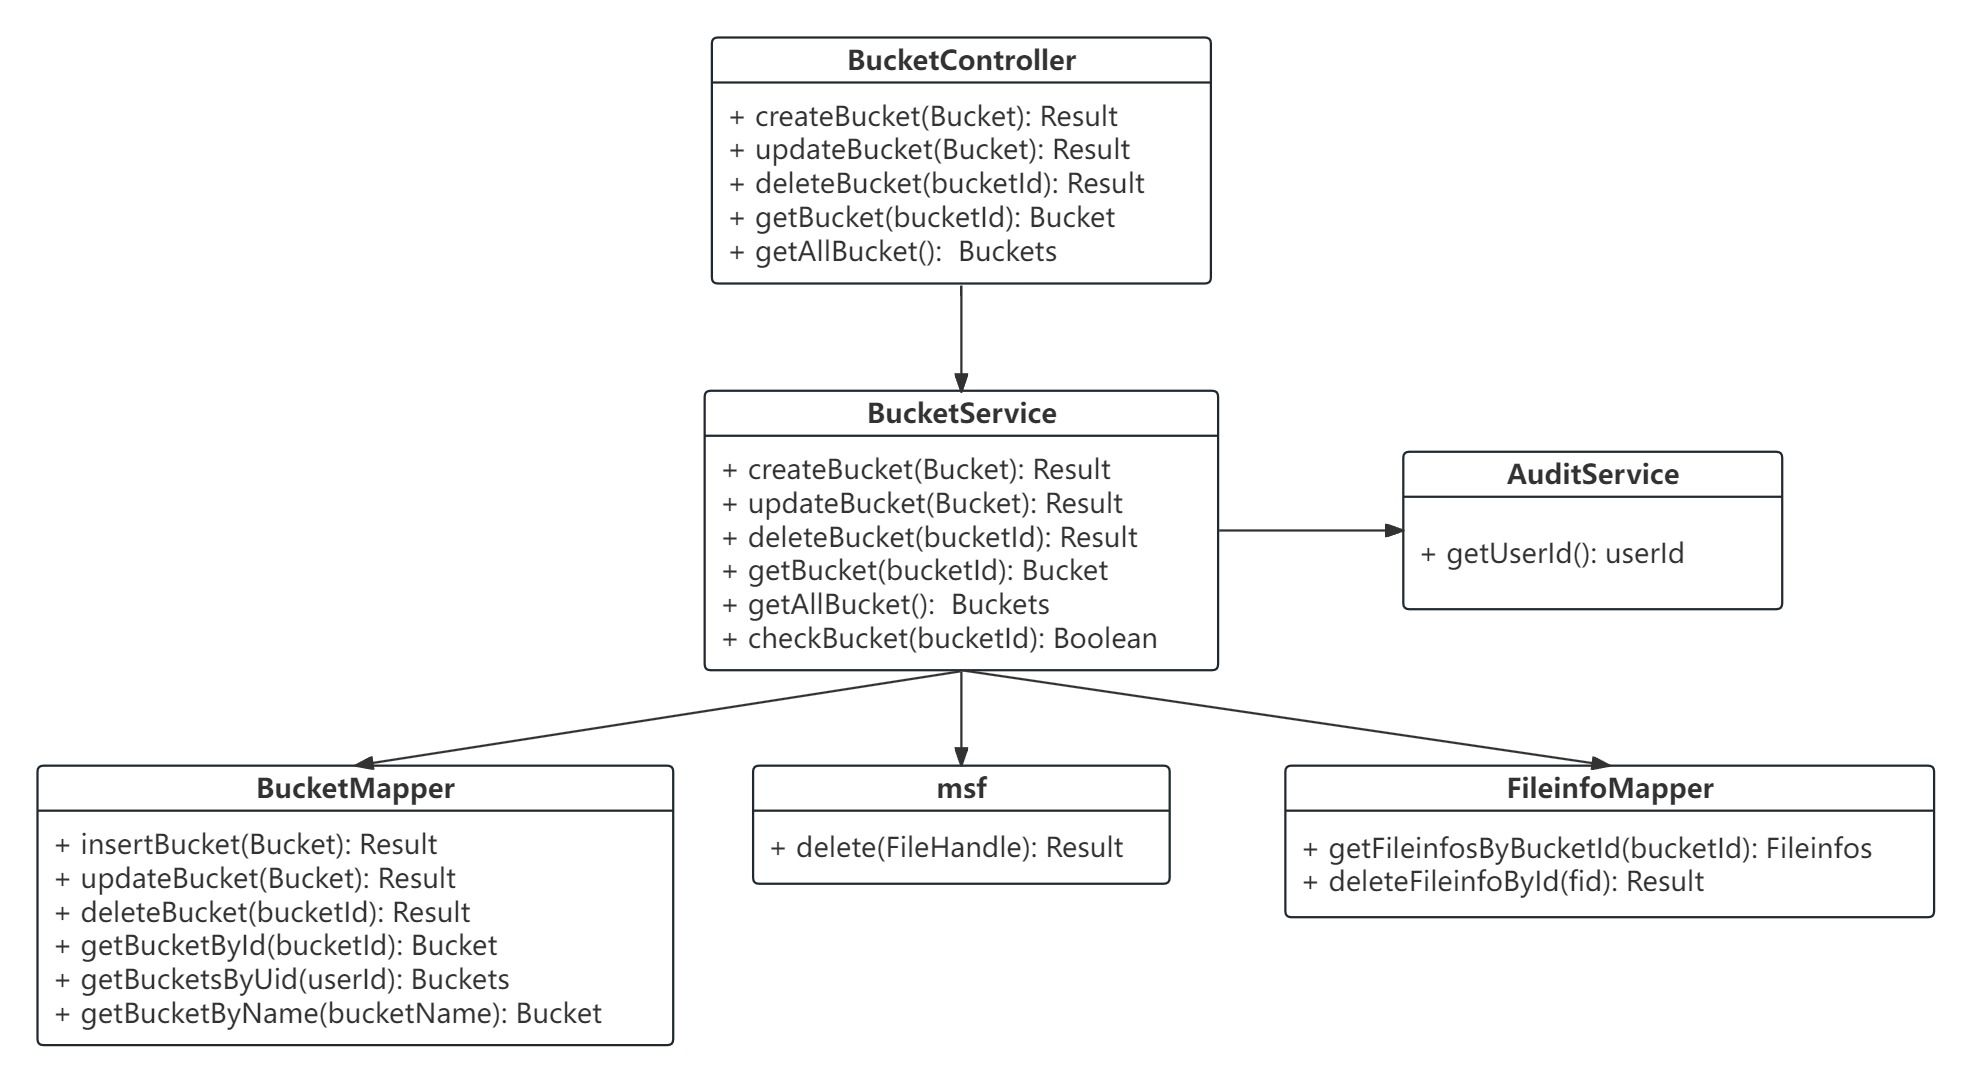 BucketController
+ createBucket(Bucket): Result
+ updateBucket(Bucket): Result
+ deleteBucket(bucketId): Result
+ getBucket(bucketId): Bucket
+ getAllBucket():  Buckets
BucketService
+ createBucket(Bucket): Result
+ updateBucket(Bucket): Result
+ deleteBucket(bucketId): Result
+ getBucket(bucketId): Bucket
+ getAllBucket():  Buckets
+ checkBucket(bucketId): Boolean
AuditService
+ getUserId(): userId
BucketMapper
+ insertBucket(Bucket): Result
+ updateBucket(Bucket): Result
+ deleteBucket(bucketId): Result
+ getBucketById(bucketId): Bucket
+ getBucketsByUid(userId): Buckets
+ getBucketByName(bucketName): Bucket
msf
+ delete(FileHandle): Result
FileinfoMapper
+ getFileinfosByBucketId(bucketId): Fileinfos
+ deleteFileinfoById(fid): Result